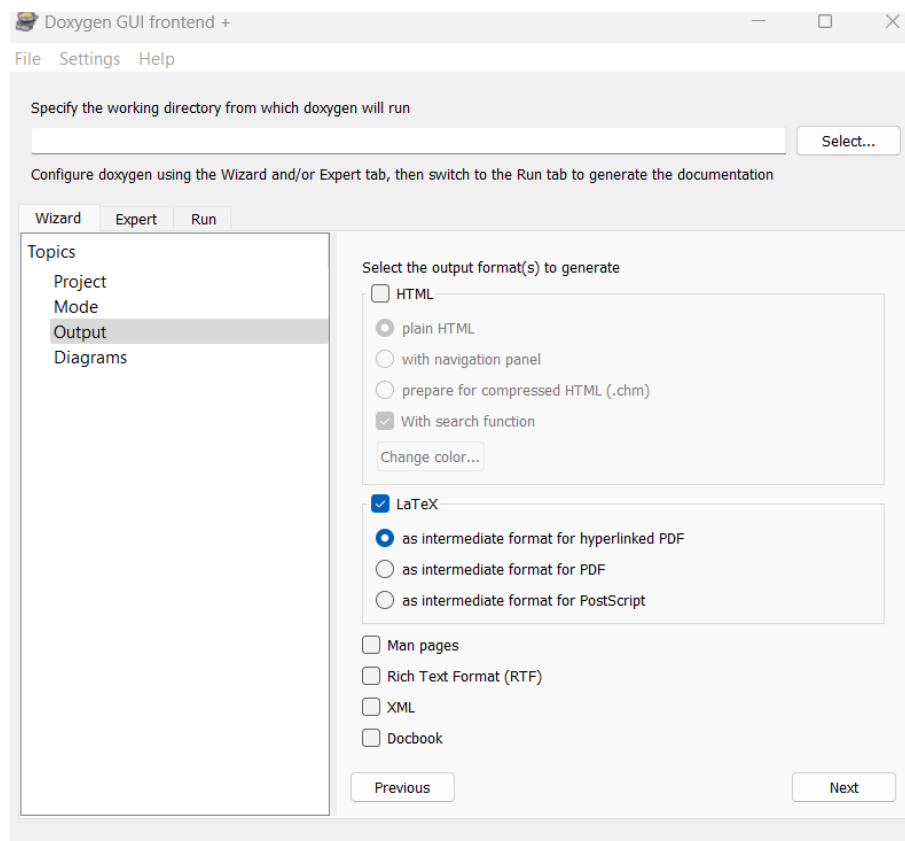 Doxygen GUI frontend +
File Settings Help
Specify the working directory from which doxygen will run
Select...
Configure doxygen using the Wizard and/or Expert tab, then switch to the Run tab to generate the documentation
Wizard Expert Run
Topics
Project
Mode
Output
Diagrams
Select the output format(s) to generate
HTML
plain HTML
with navigation panel
prepare for compressed HTML (.chm)
With search function
Change color...
LaTeX
as intermediate format for hyperlinked PDF
as intermediate format for PDF
as intermediate format for PostScript
Man pages
Rich Text Format (RTF)
XML
Docbook
Previous Next